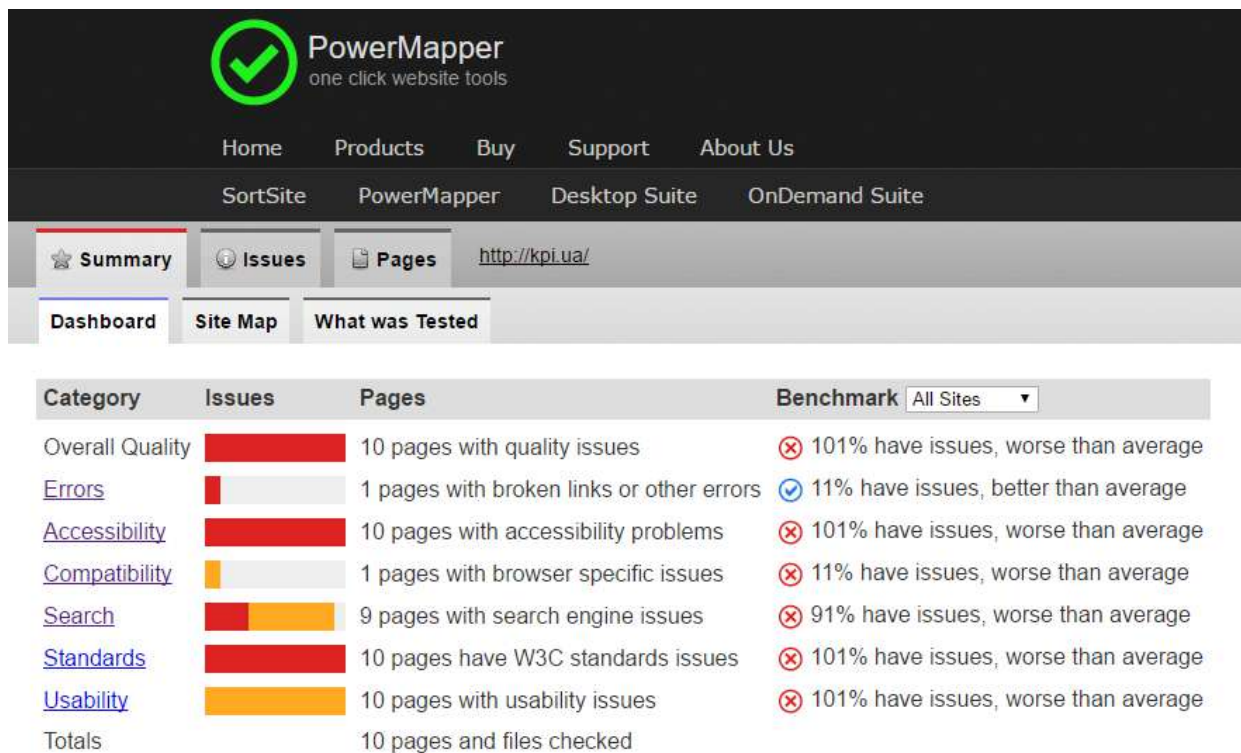 PowerMapper
one click website tools
Home Products Buy Support About Us
SortSite PowerMapper Desktop Suite OnDemand Suite
Summary Issues Pages http://kpi.ua/
Dashboard Site Map What was Tested
Category Issues Pages Benchmark All Sites
Overall Quality 10 pages with quality issues 101% have issues, worse than average
Errors 1 pages with broken links or other errors 11% have issues, better than average
Accessibility 10 pages with accessibility problems 101% have issues, worse than average
Compatibility 1 pages with browser specific issues 11% have issues, worse than average
Search 9 pages with search engine issues 91% have issues, worse than average
Standards 10 pages have W3C standards issues 101% have issues, worse than average
Usability 10 pages with usability issues 101% have issues, worse than average
Totals 10 pages and files checked